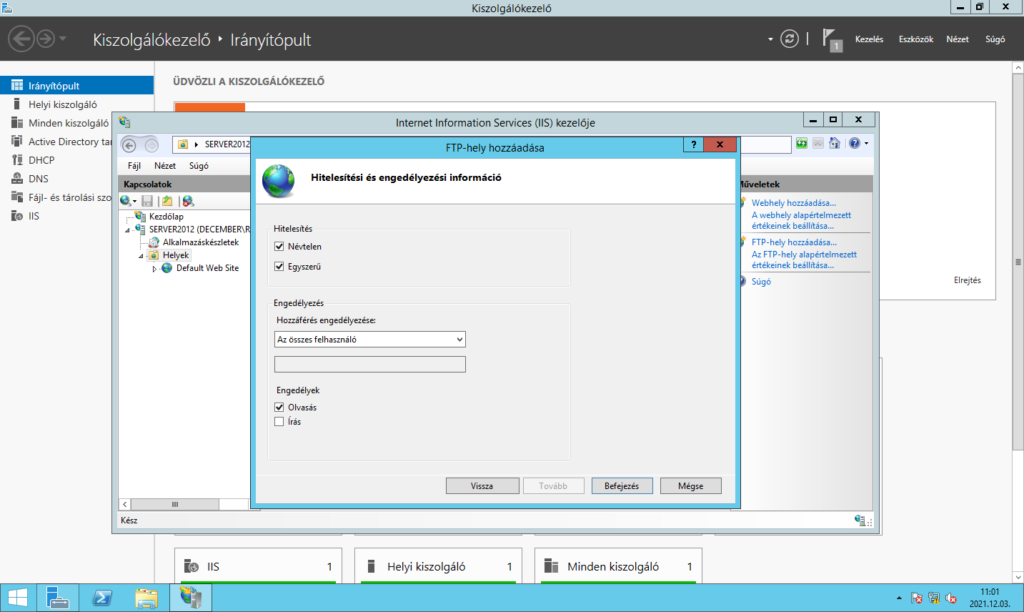 Kiszolgálókezelő
Kiszolgálókezelő
Irányítópult
1
Kezelés
Eszközök
Nézet
Súgó
Irányítópult
Helyi kiszolgáló
Minden kiszolgáló
Active Directory
DHCP
DNS
Fájl- és tárolási
IIS
ÜDVÖZLI A KISZOLGÁLÓKEZELŐ
Elrejtés
Internet Information Services (IIS) kezelője
SERVER2012
Fájl
Nézet
Súgó
Kapcsolatok
Kezdőlap
SERVER2012 (DECEMBER\R
Alkalmazáskészletek
Helyek
Default Web Site
Kész
FTP-hely hozzáadása
Hitelesítési és engedélyezési információ
Hitelesítés
Névtelen
Egyszerű
Engedélyezés
Hozzáférés engedélyezése:
Az összes felhasználó
Engedélyek
Olvasás
Írás
Vissza
Tovább
Befejezés
Mégse
Műveletek
Webhely hozzáadása...
A webhely alapértelmezett
értékeinek beállítása...
FTP-hely hozzáadása...
Az FTP-hely alapértelmezett
értékeinek beállítása...
Súgó
IIS 1
Helyi kiszolgáló 1
Minden kiszolgáló 1
11:01
2021.12.03.